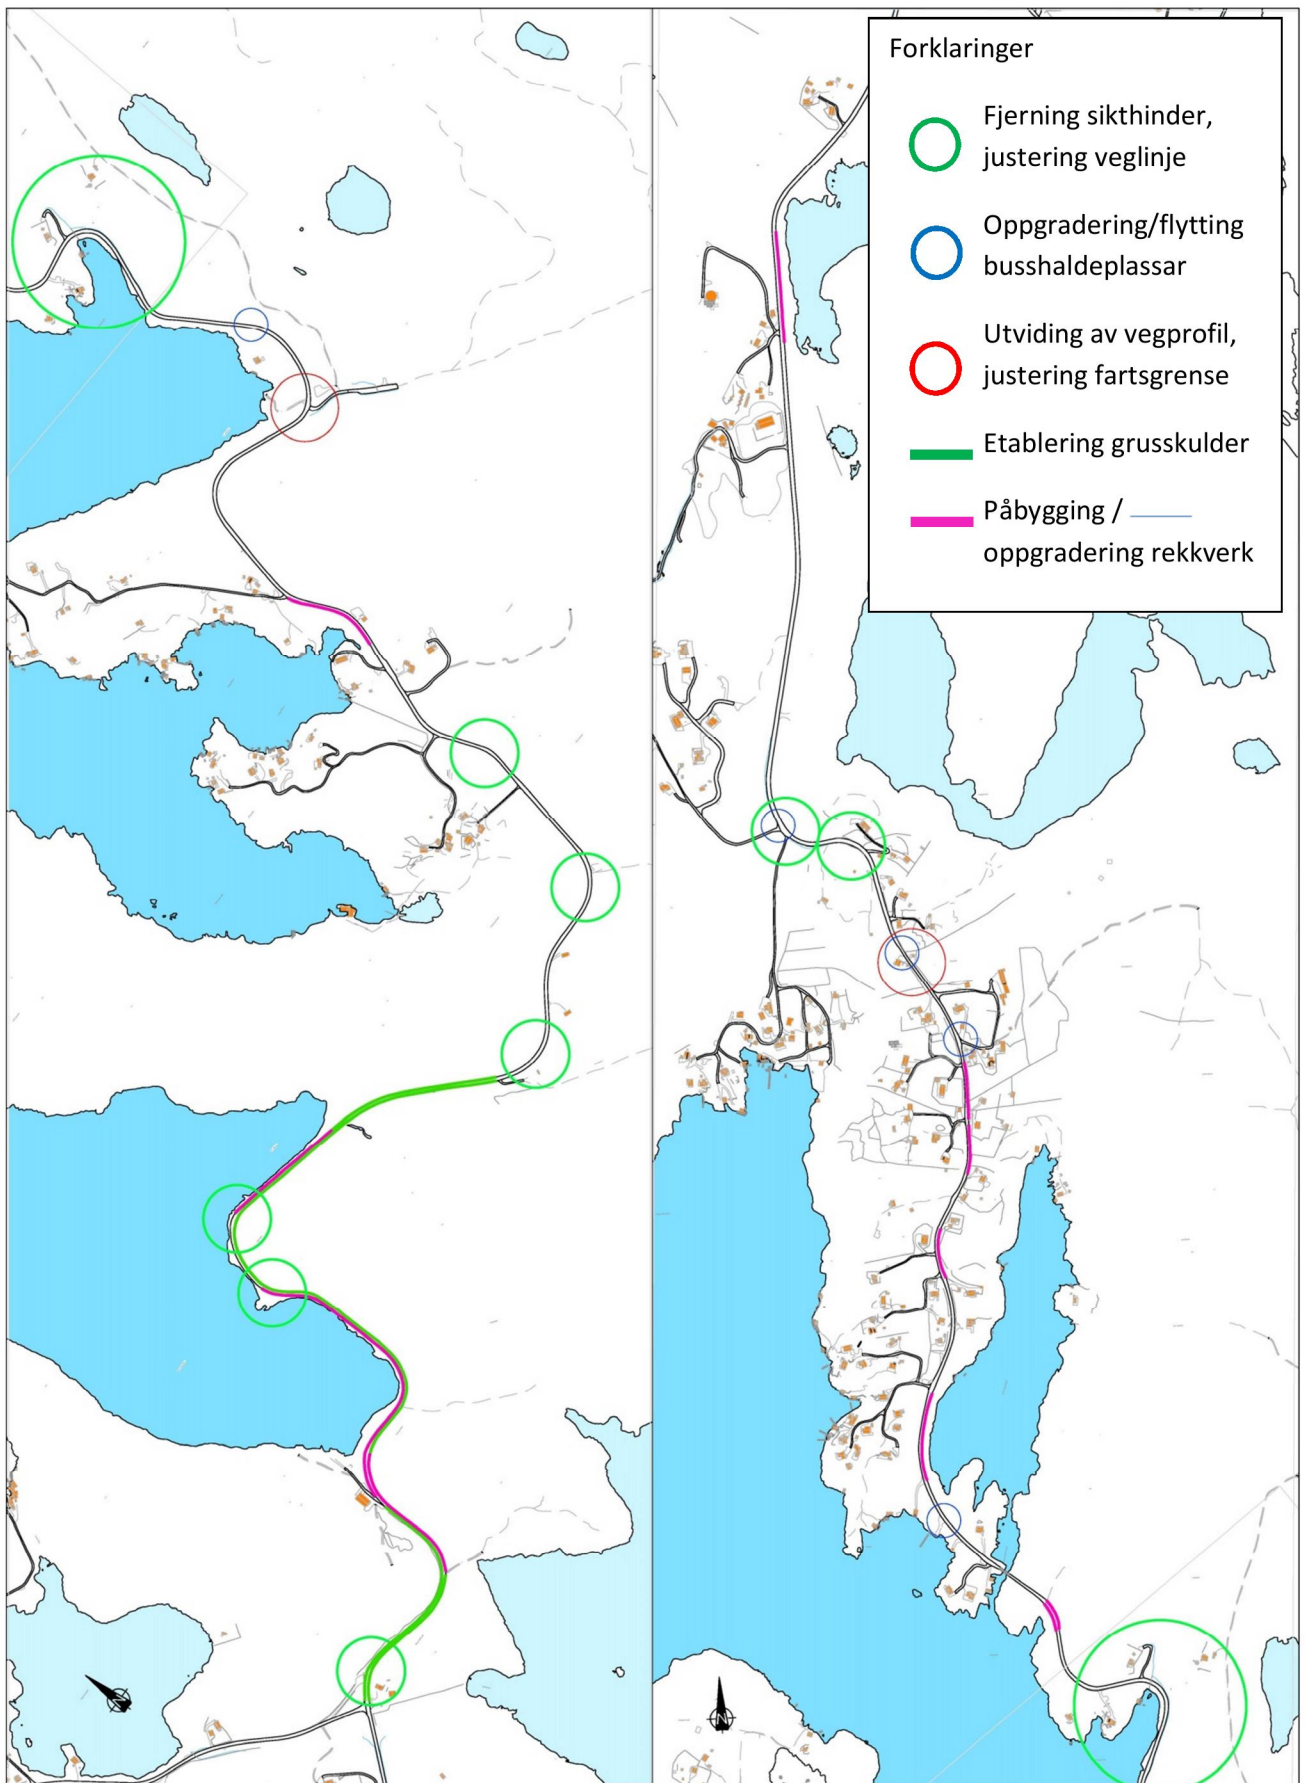 Forklaringer
Fjerning sikthinder,
justering veglinje
Oppgradering/flytting
busshaldeplassar
Utviding av vegprofil,
justering fartsgrense
Etablering grusskulder
Påbygging /
oppgradering rekkverk
N
N